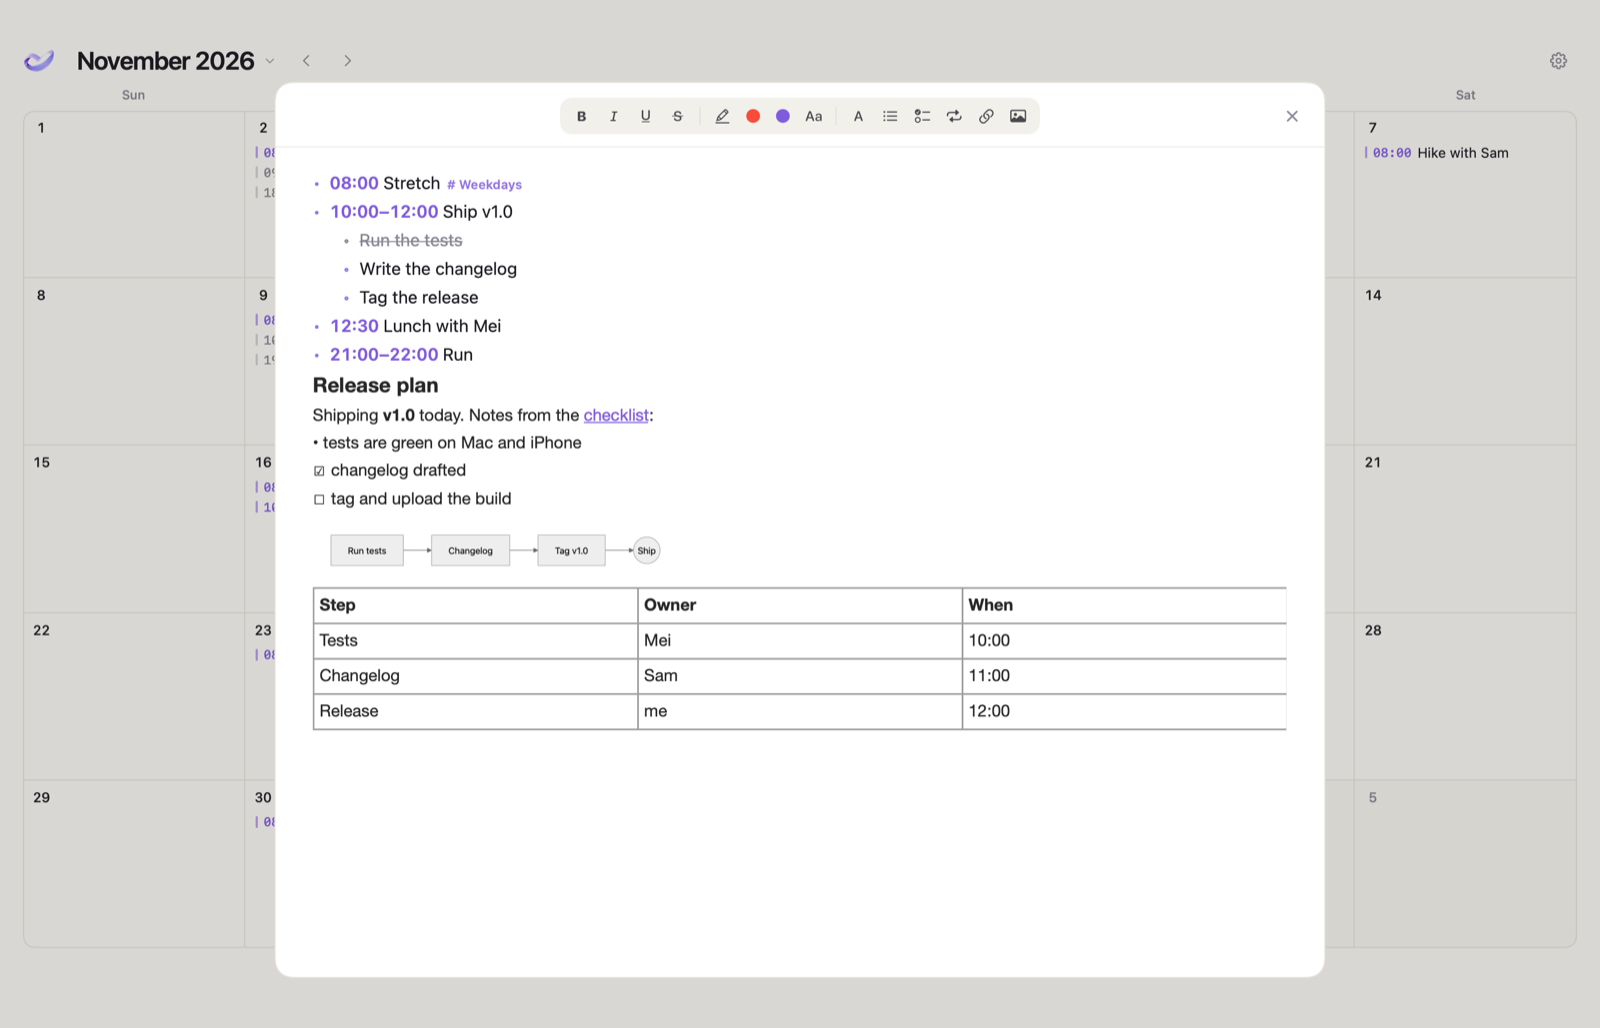 November 2026
Sun
Sat
1
2
7
08:00 Hike with Sam
8
9
14
15
16
21
22
23
28
29
30
5
B I U S Aa A
• 08:00 Stretch # Weekdays
• 10:00–12:00 Ship v1.0
• Run the tests
• Write the changelog
• Tag the release
• 12:30 Lunch with Mei
• 21:00–22:00 Run
Release plan
Shipping v1.0 today. Notes from the checklist:
• tests are green on Mac and iPhone
☑ changelog drafted
☐ tag and upload the build
Run tests Changelog Tag v1.0 Ship
Step Owner When
Tests Mei 10:00
Changelog Sam 11:00
Release me 12:00